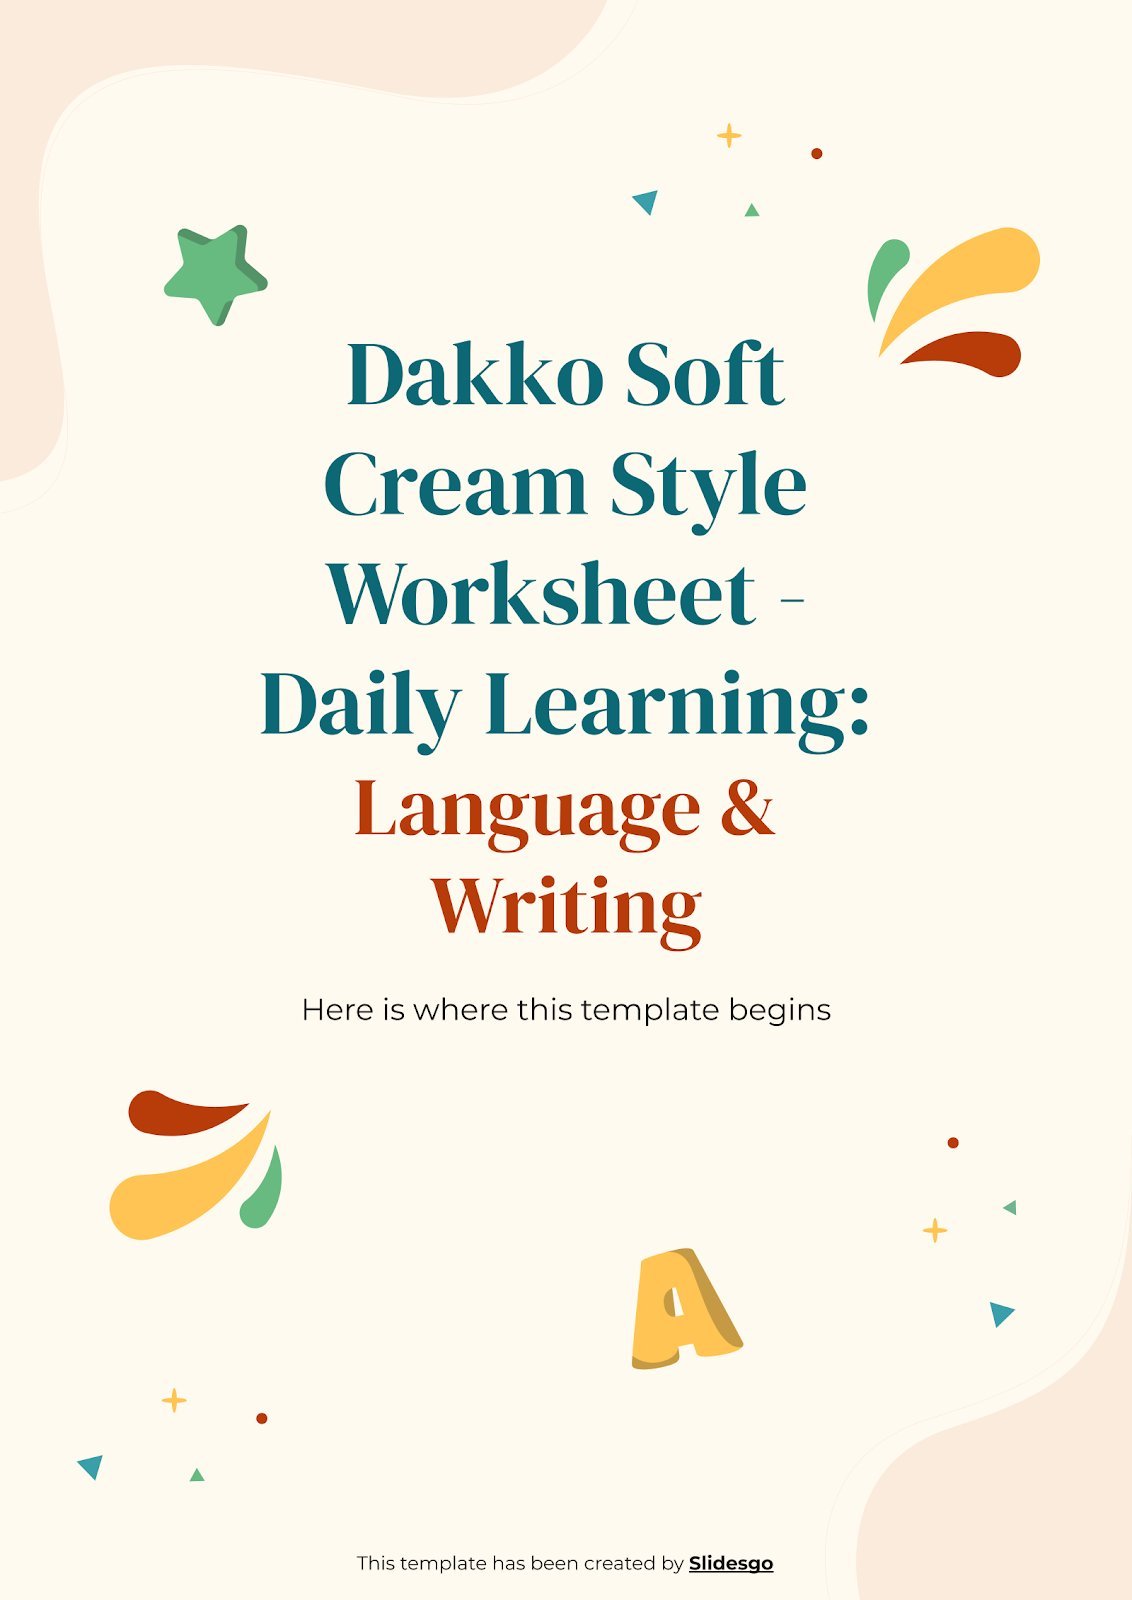 Dakko Soft
Cream Style
Worksheet -
Daily Learning:
Language &
Writing
Here is where this template begins
A
This template has been created by Slidesgo